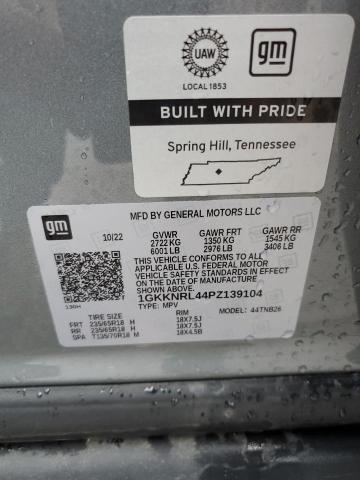 UAW
gm
LOCAL 1853
BUILT WITH PRIDE
Spring Hill, Tennessee
gm
MFD BY GENERAL MOTORS LLC
10/22 GVWR GAWR FRT GAWR RR
2722 KG 1350 KG 1545 KG
6001 LB 2976 LB 3406 LB
THIS VEHICLE CONFORMS TO ALL APPLICABLE
U.S. FEDERAL MOTOR VEHICLE SAFETY AND
THEFT PREVENTION STANDARDS IN EFFECT ON
THE DATE OF MANUFACTURE SHOWN ABOVE.
1GKKNRL44PZ139104
TYPE: MPV MODEL: 44TNB26
TIRE SIZE RIM
FRT 235/65R18 H 18X7.5J
RR 235/65R18 H 18X7.5J
SPA T135/70R18 M 18X4.5B